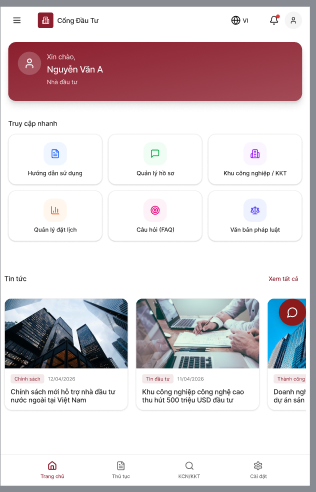 Cổng Đầu Tư
VI
Xin chào,
Nguyễn Văn A
Nhà đầu tư
Truy cập nhanh
Hướng dẫn sử dụng
Quản lý hồ sơ
Khu công nghiệp / KKT
Quản lý đặt lịch
Câu hỏi (FAQ)
Văn bản pháp luật
Tin tức
Xem tất cả
Chính sách 12/04/2026
Chính sách mới hỗ trợ nhà đầu tư
nước ngoài tại Việt Nam
Tin đầu tư 11/04/2026
Khu công nghiệp công nghệ cao
thu hút 500 triệu USD đầu tư
Thành công
Doanh ngh
dự án sản
Trang chủ
Thủ tục
KCN/KKT
Cài đặt